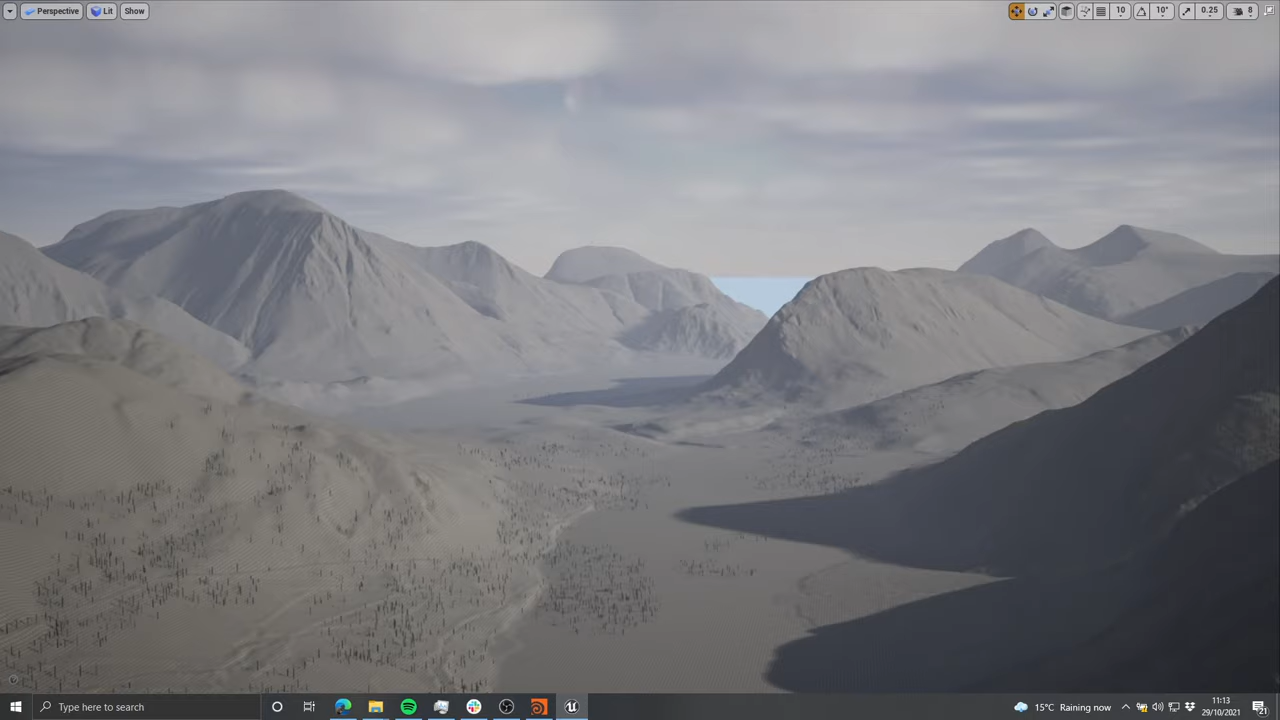 Perspective Lit Show 10 10° 0.25 8
Type here to search
15°C Raining now
11:13
29/10/2021